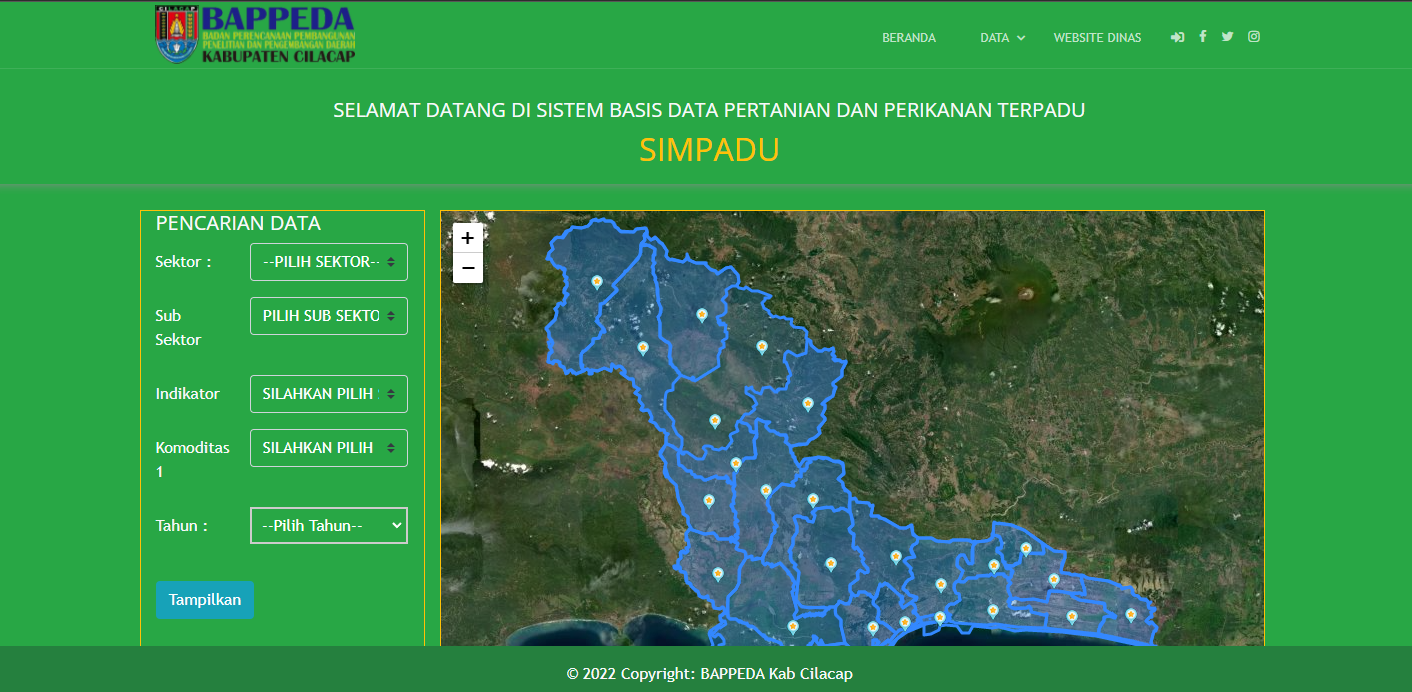 CILACAP
BAPPEDA
BADAN PERENCANAAN PEMBANGUNAN
PENELITIAN DAN PENGEMBANGAN DAERAH
KABUPATEN CILACAP
BERANDA
DATA
WEBSITE DINAS
SELAMAT DATANG DI SISTEM BASIS DATA PERTANIAN DAN PERIKANAN TERPADU
SIMPADU
PENCARIAN DATA
Sektor :
--PILIH SEKTOR--
Sub
Sektor
PILIH SUB SEKTO
Indikator
SILAHKAN PILIH
Komoditas
1
SILAHKAN PILIH
Tahun :
--Pilih Tahun--
Tampilkan
+
−
© 2022 Copyright: BAPPEDA Kab Cilacap